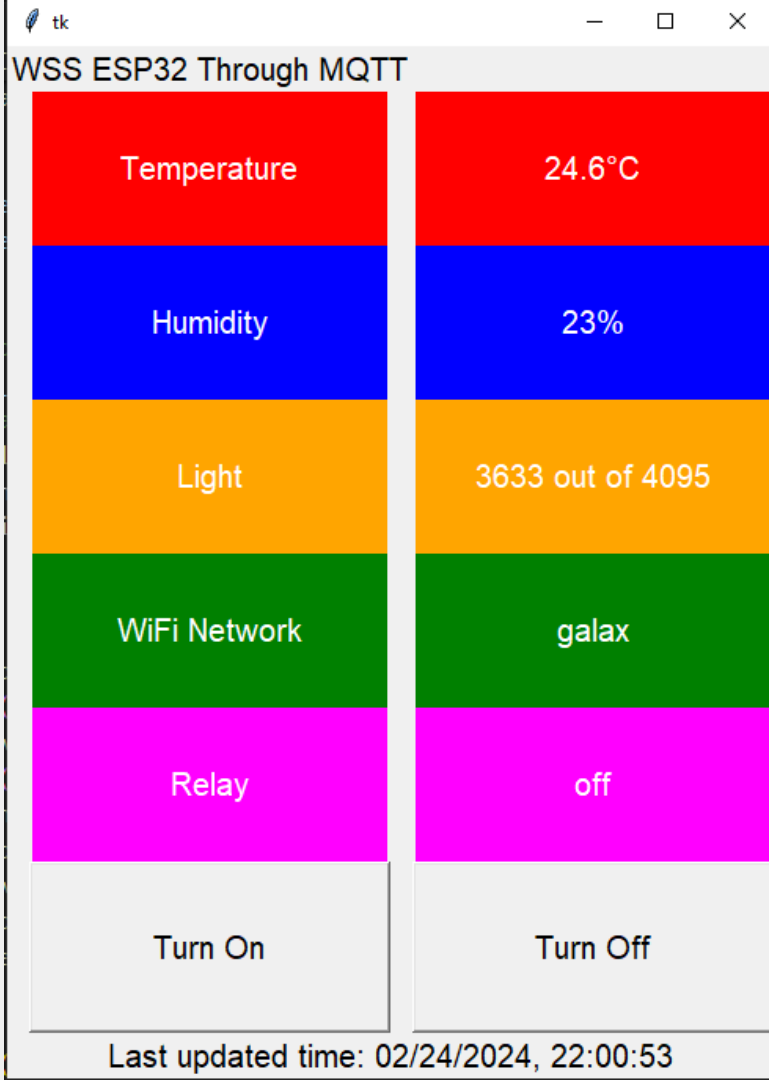 tk
WSS ESP32 Through MQTT
Temperature 24.6°C
Humidity 23%
Light 3633 out of 4095
WiFi Network galax
Relay off
Turn On Turn Off
Last updated time: 02/24/2024, 22:00:53